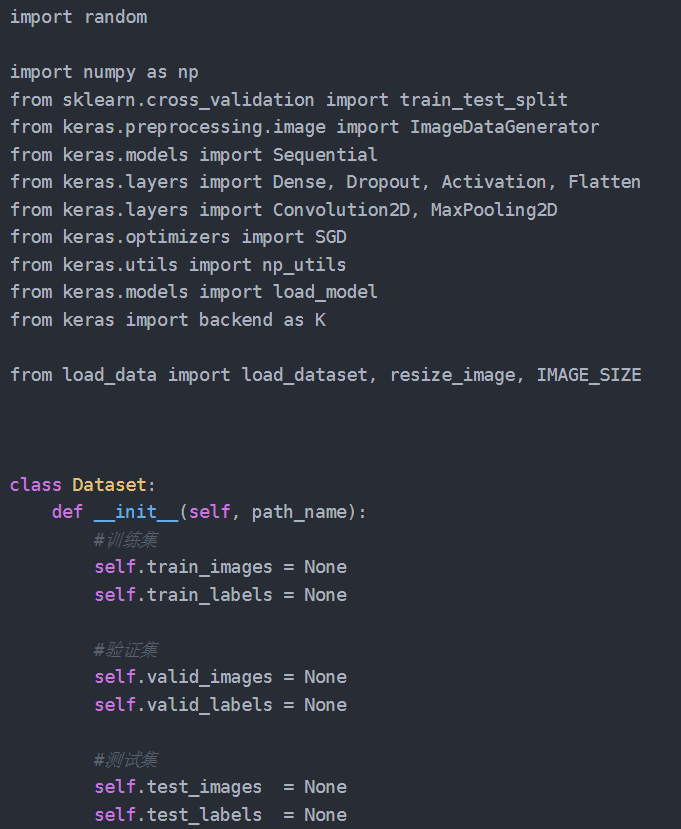 import random
import numpy as np
from sklearn.cross_validation import train_test_split
from keras.preprocessing.image import ImageDataGenerator
from keras.models import Sequential
from keras.layers import Dense, Dropout, Activation, Flatten
from keras.layers import Convolution2D, MaxPooling2D
from keras.optimizers import SGD
from keras.utils import np_utils
from keras.models import load_model
from keras import backend as K
from load_data import load_dataset, resize_image, IMAGE_SIZE
class Dataset:
    def __init__(self, path_name):
        #训练集
        self.train_images = None
        self.train_labels = None
        #验证集
        self.valid_images = None
        self.valid_labels = None
        #测试集
        self.test_images  = None
        self.test_labels  = None